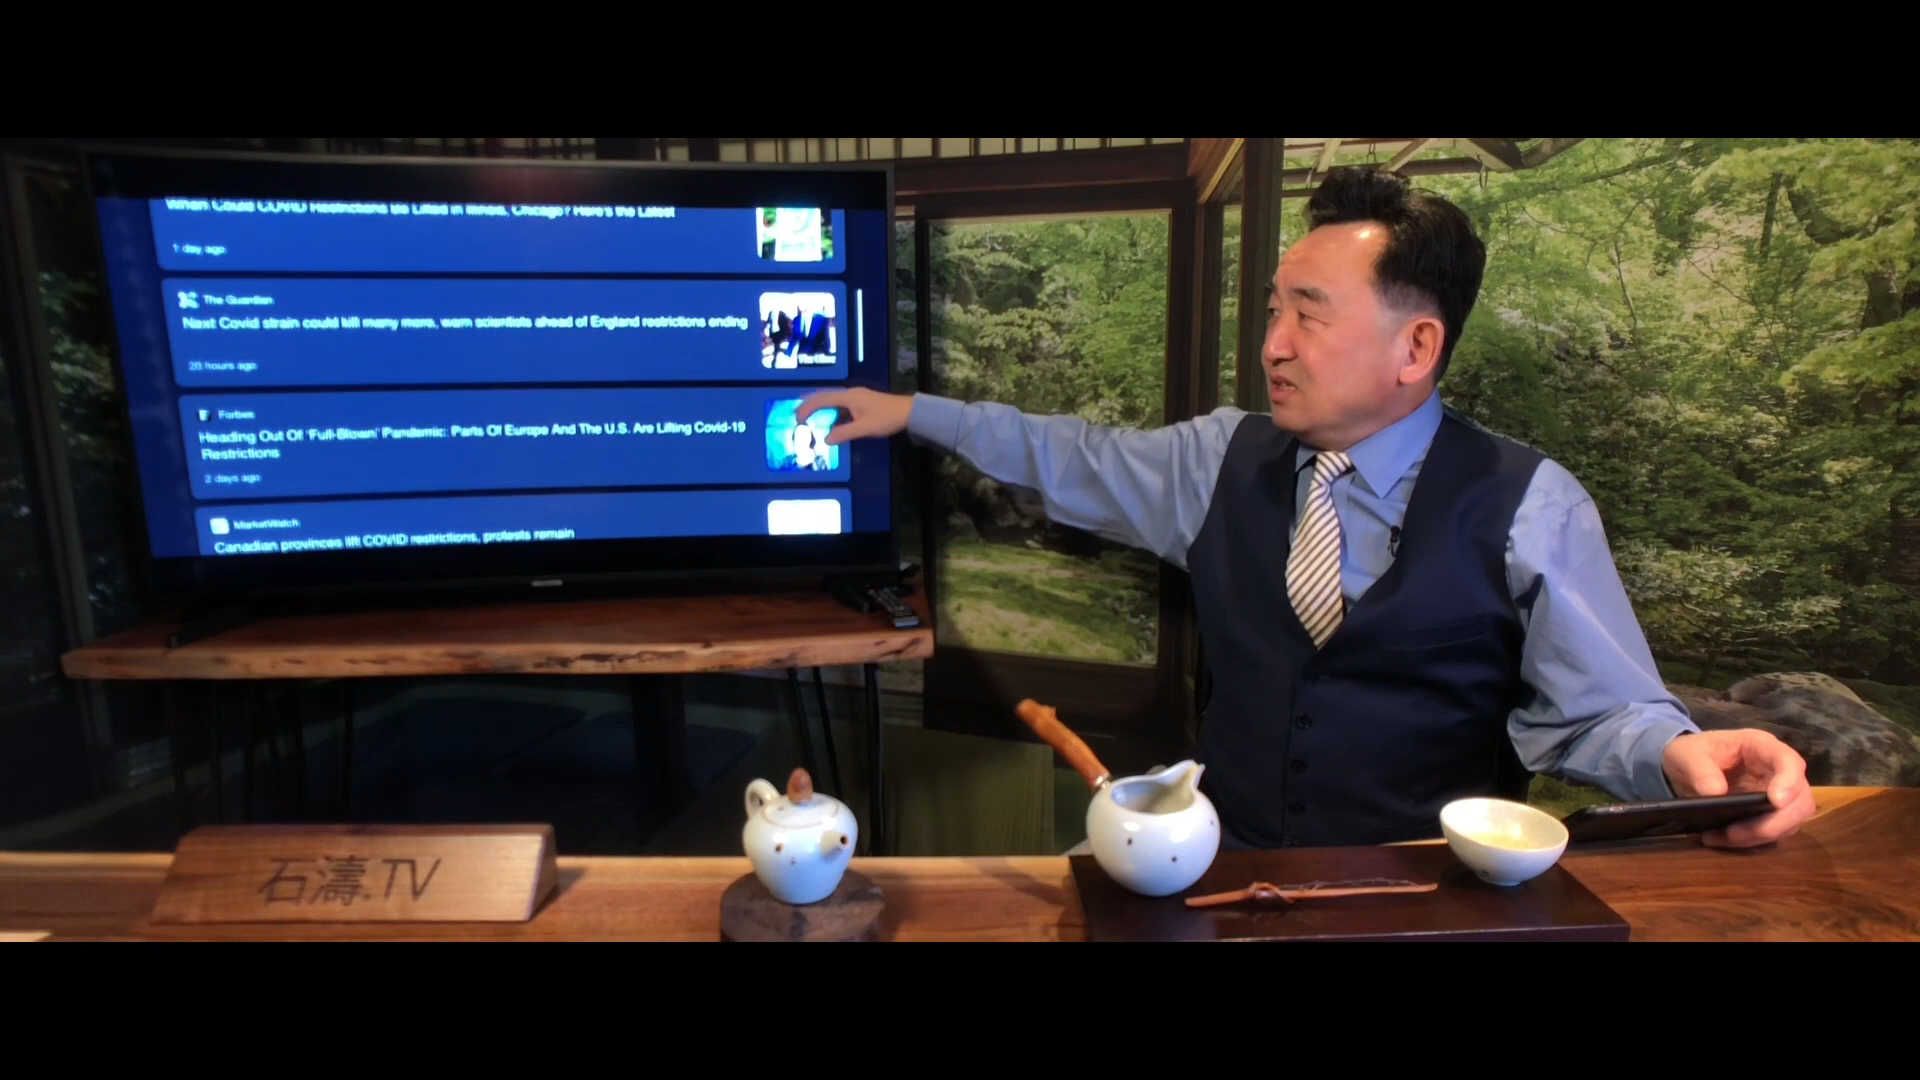 When Could COVID Restrictions Be Lifted in Illinois, Chicago? Here's the Latest
1 day ago
The Guardian
Next Covid strain could kill many more, warn scientists ahead of England restrictions ending
20 hours ago
Forbes
Heading Out Of 'Full-Blown' Pandemic: Parts Of Europe And The U.S. Are Lifting Covid-19
Restrictions
2 days ago
MarketWatch
Canadian provinces lift COVID restrictions, protests remain
石濤.TV